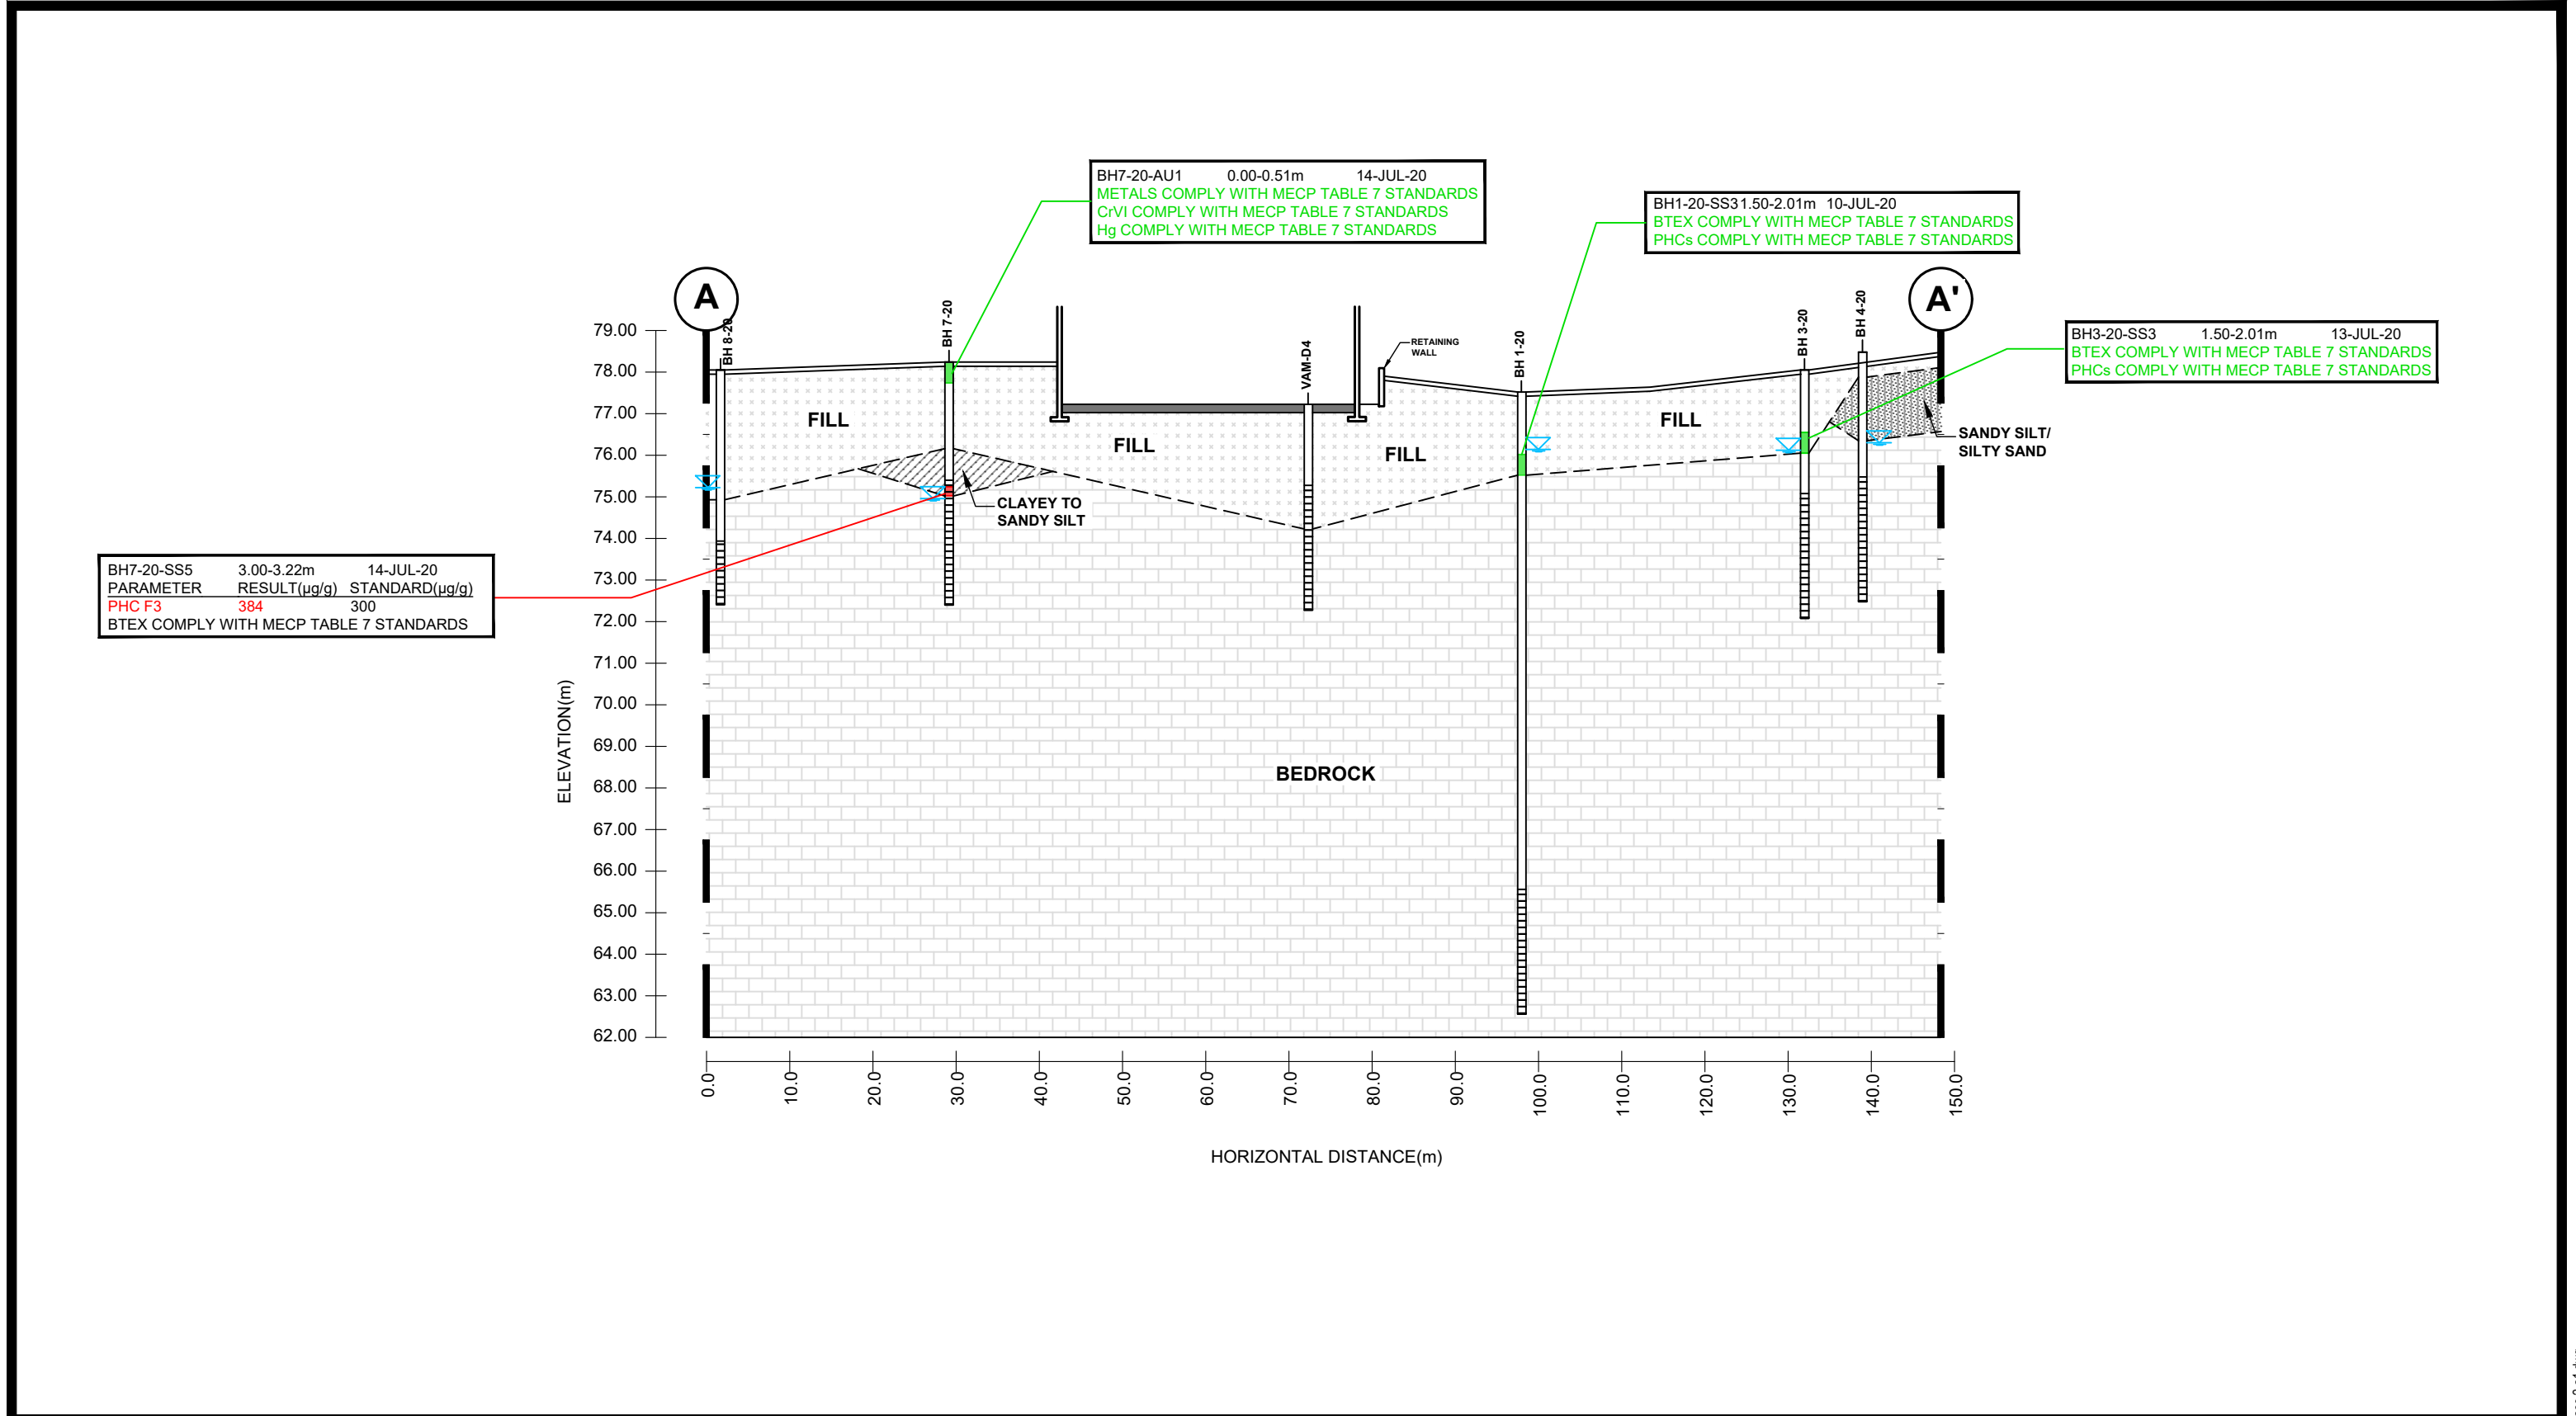 BH7-20-AU1 0.00-0.51m 14-JUL-20
METALS COMPLY WITH MECP TABLE 7 STANDARDS
CrVI COMPLY WITH MECP TABLE 7 STANDARDS
Hg COMPLY WITH MECP TABLE 7 STANDARDS
BH1-20-SS3 1.50-2.01m 10-JUL-20
BTEX COMPLY WITH MECP TABLE 7 STANDARDS
PHCs COMPLY WITH MECP TABLE 7 STANDARDS
BH3-20-SS3 1.50-2.01m 13-JUL-20
BTEX COMPLY WITH MECP TABLE 7 STANDARDS
PHCs COMPLY WITH MECP TABLE 7 STANDARDS
A
A'
BH 8-20
BH 7-20
VAM-D4
RETAINING
WALL
BH 1-20
BH 3-20
BH 4-20
FILL
FILL
FILL
FILL
SANDY SILT/
SILTY SAND
CLAYEY TO
SANDY SILT
BH7-20-SS5 3.00-3.22m 14-JUL-20
PARAMETER RESULT(µg/g) STANDARD(µg/g)
PHC F3 384 300
BTEX COMPLY WITH MECP TABLE 7 STANDARDS
BEDROCK
ELEVATION(m)
79.00
78.00
77.00
76.00
75.00
74.00
73.00
72.00
71.00
70.00
69.00
68.00
67.00
66.00
65.00
64.00
63.00
62.00
0.0 10.0 20.0 30.0 40.0 50.0 60.0 70.0 80.0 90.0 100.0 110.0 120.0 130.0 140.0 150.0
HORIZONTAL DISTANCE(m)